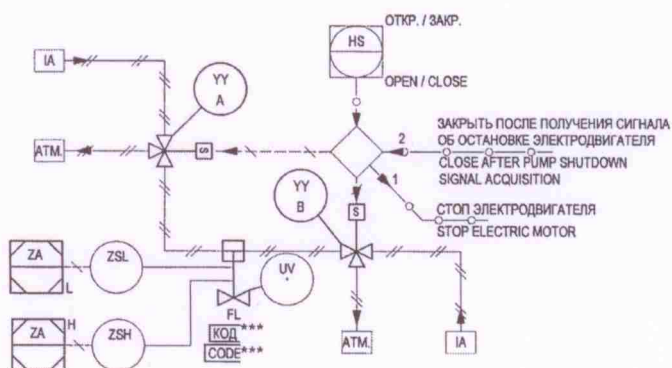 ОТКР. / ЗАКР.
HS
OPEN / CLOSE
IA
YY
A
ATM.
S
2
ЗАКРЫТЬ ПОСЛЕ ПОЛУЧЕНИЯ СИГНАЛА
ОБ ОСТАНОВКЕ ЭЛЕКТРОДВИГАТЕЛЯ
CLOSE AFTER PUMP SHUTDOWN
SIGNAL ACQUISITION
1
СТОП ЭЛЕКТРОДВИГАТЕЛЯ
STOP ELECTRIC MOTOR
YY
B
S
ZA
L
ZSL
UV
*
ZA
H
ZSH
FL
КОД***
CODE***
ATM.
IA